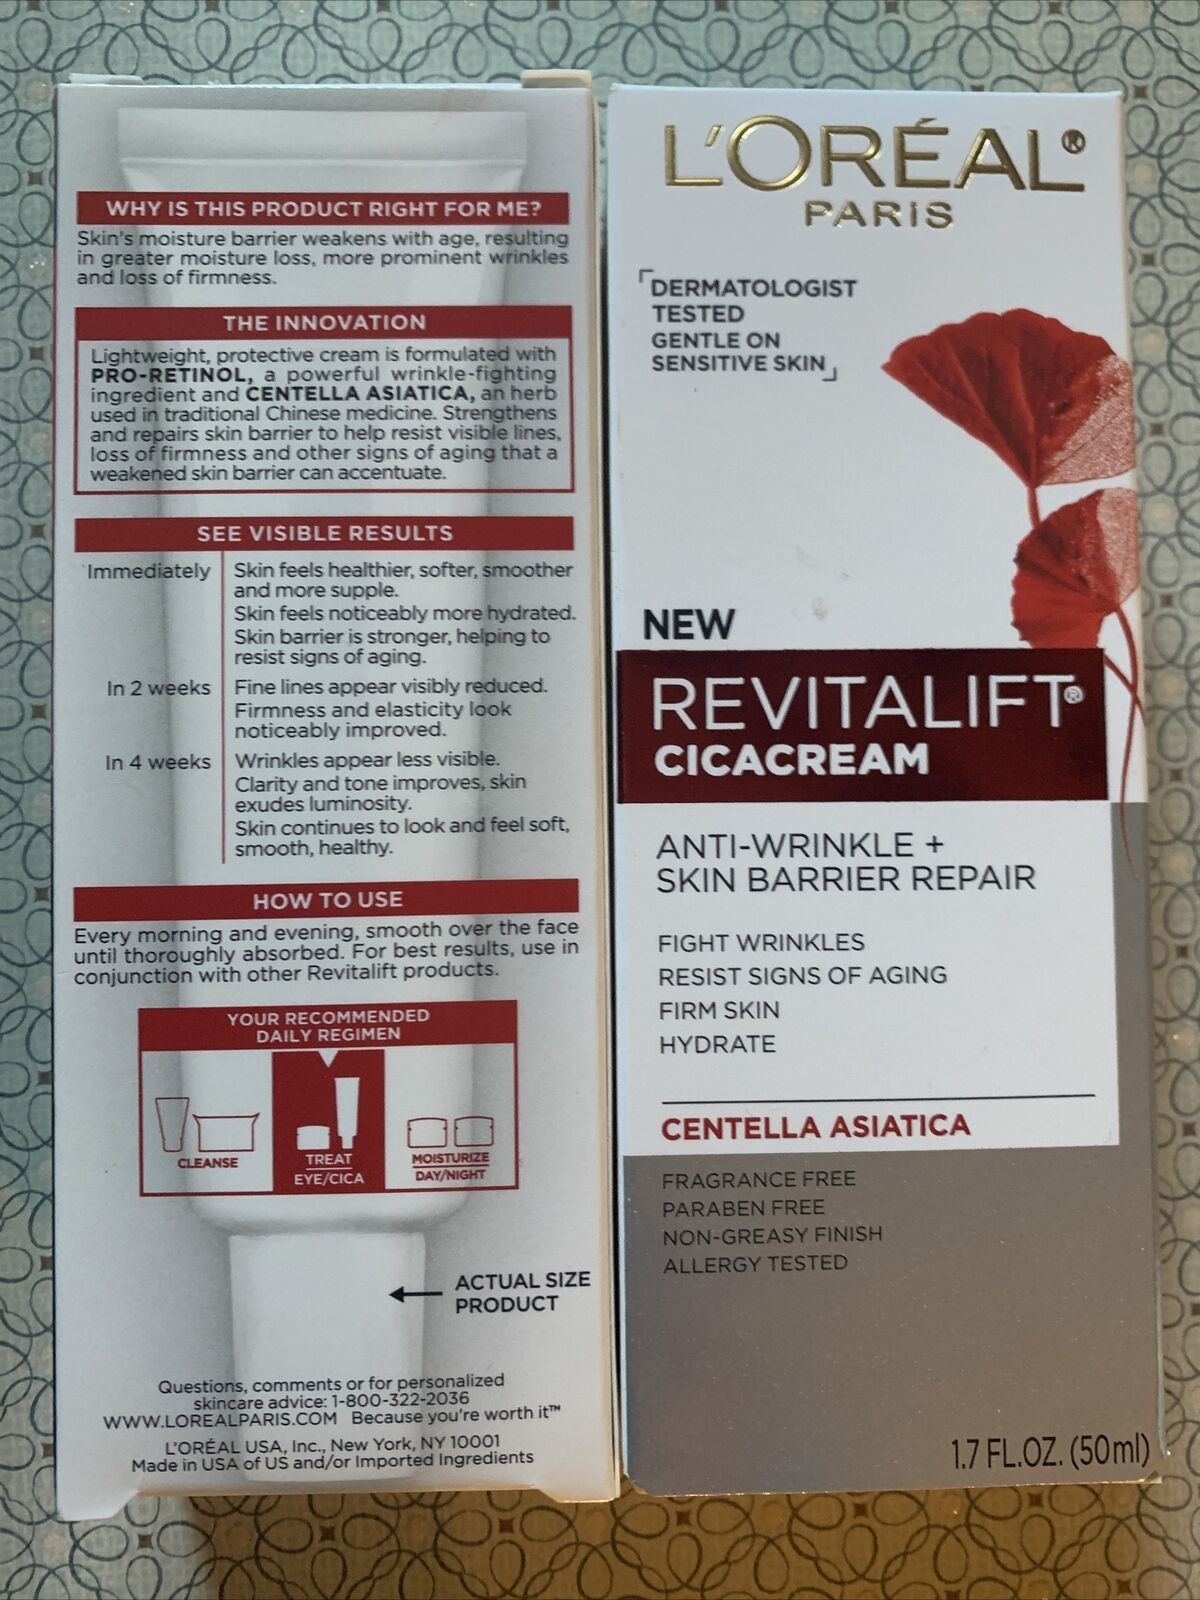 WHY IS THIS PRODUCT RIGHT FOR ME?
Skin's moisture barrier weakens with age, resulting
in greater moisture loss, more prominent wrinkles
and loss of firmness.
THE INNOVATION
Lightweight, protective cream is formulated with
PRO-RETINOL, a powerful wrinkle-fighting
ingredient and CENTELLA ASIATICA, an herb
used in traditional Chinese medicine. Strengthens
and repairs skin barrier to help resist visible lines,
loss of firmness and other signs of aging that a
weakened skin barrier can accentuate.
SEE VISIBLE RESULTS
Immediately Skin feels healthier, softer, smoother
and more supple.
Skin feels noticeably more hydrated.
Skin barrier is stronger, helping to
resist signs of aging.
In 2 weeks Fine lines appear visibly reduced.
Firmness and elasticity look
noticeably improved.
In 4 weeks Wrinkles appear less visible.
Clarity and tone improves, skin
exudes luminosity.
Skin continues to look and feel soft,
smooth, healthy.
HOW TO USE
Every morning and evening, smooth over the face
until thoroughly absorbed. For best results, use in
conjunction with other Revitalift products.
YOUR RECOMMENDED
DAILY REGIMEN
CLEANSE
TREAT
EYE/CICA
MOISTURIZE
DAY/NIGHT
ACTUAL SIZE
PRODUCT
Questions, comments or for personalized
skincare advice: 1-800-322-2036
WWW.LOREALPARIS.COM Because you're worth it™
L'ORÉAL USA, Inc., New York, NY 10001
Made in USA of US and/or Imported Ingredients
L'ORÉAL®
PARIS
DERMATOLOGIST
TESTED
GENTLE ON
SENSITIVE SKIN
NEW
REVITALIFT®
CICACREAM
ANTI-WRINKLE +
SKIN BARRIER REPAIR
FIGHT WRINKLES
RESIST SIGNS OF AGING
FIRM SKIN
HYDRATE
CENTELLA ASIATICA
FRAGRANCE FREE
PARABEN FREE
NON-GREASY FINISH
ALLERGY TESTED
1.7 FL.OZ. (50ml)